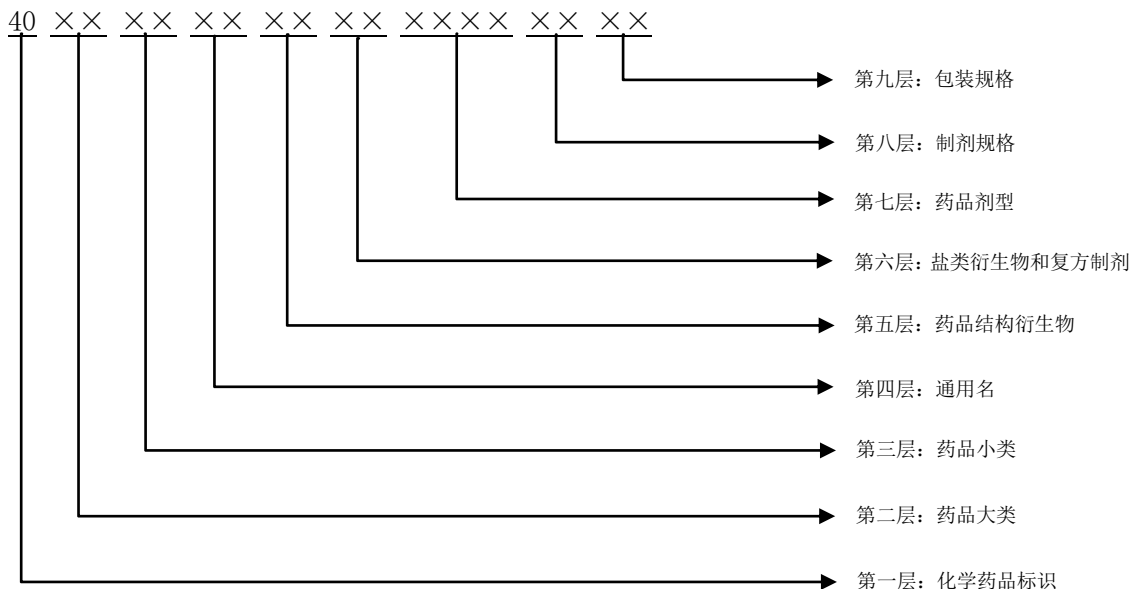 40 ×× ×× ×× ×× ×× ×××× ×× ××
第九层：包装规格
第八层：制剂规格
第七层：药品剂型
第六层：盐类衍生物和复方制剂
第五层：药品结构衍生物
第四层：通用名
第三层：药品小类
第二层：药品大类
第一层：化学药品标识